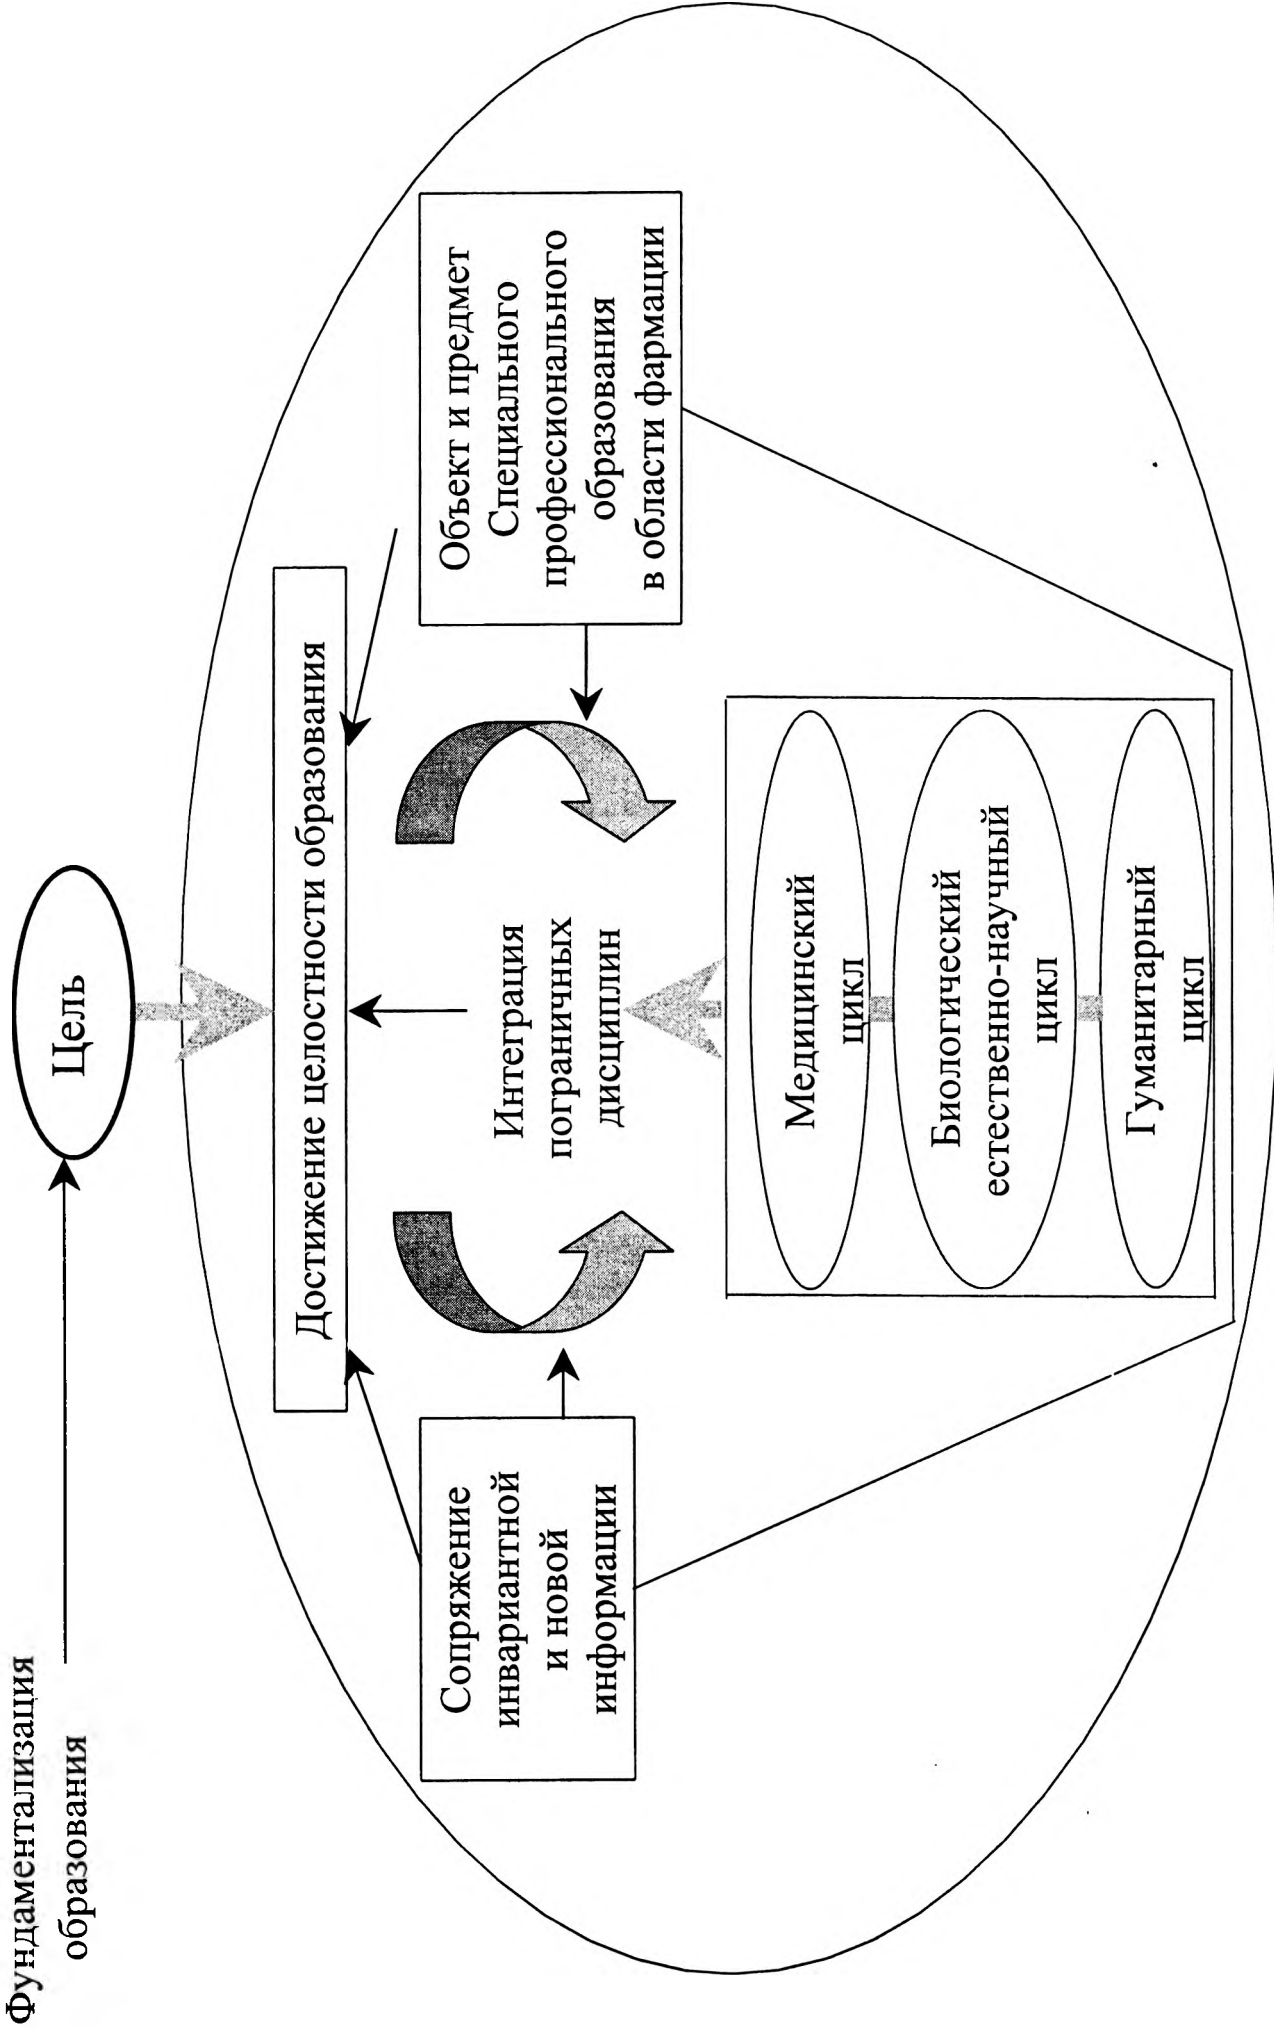 Фундаментализация
образования
Цель
Достижение целостности образования
Сопряжение
инвариантной
и новой
информации
Интеграция
пограничных
дисциплин
Объект и предмет
Специального
профессионального
образования
в области фармации
Медицинский
цикл
Биологический
естественно-научный
цикл
Гуманитарный
цикл